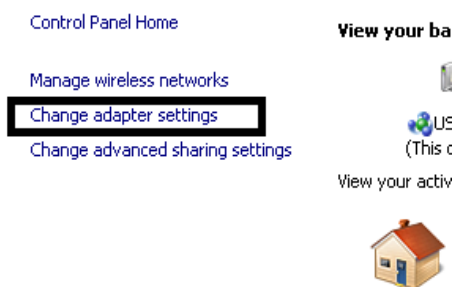 Control Panel Home
View your ba
Manage wireless networks
Change adapter settings
US
Change advanced sharing settings
(This c
View your activ